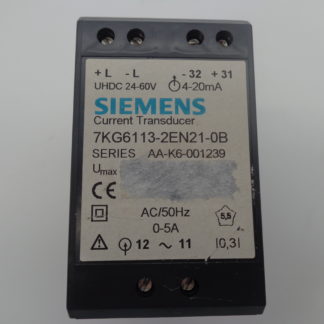 + L - L - 32 + 31
UHDC 24-60V 4-20mA
SIEMENS
Current Transducer
7KG6113-2EN21-0B
SERIES AA-K6-001239
Umax
CE
AC/50Hz
5,5
0-5A
12 ~ 11 0,3